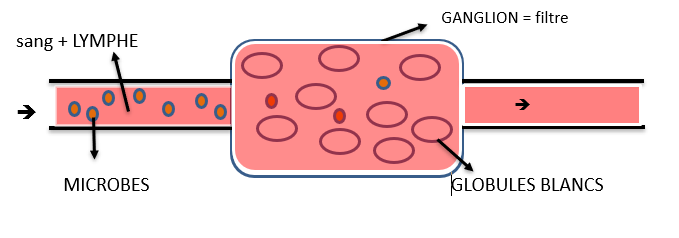 GANGLION = filtre
sang + LYMPHE
MICROBES
GLOBULES BLANCS